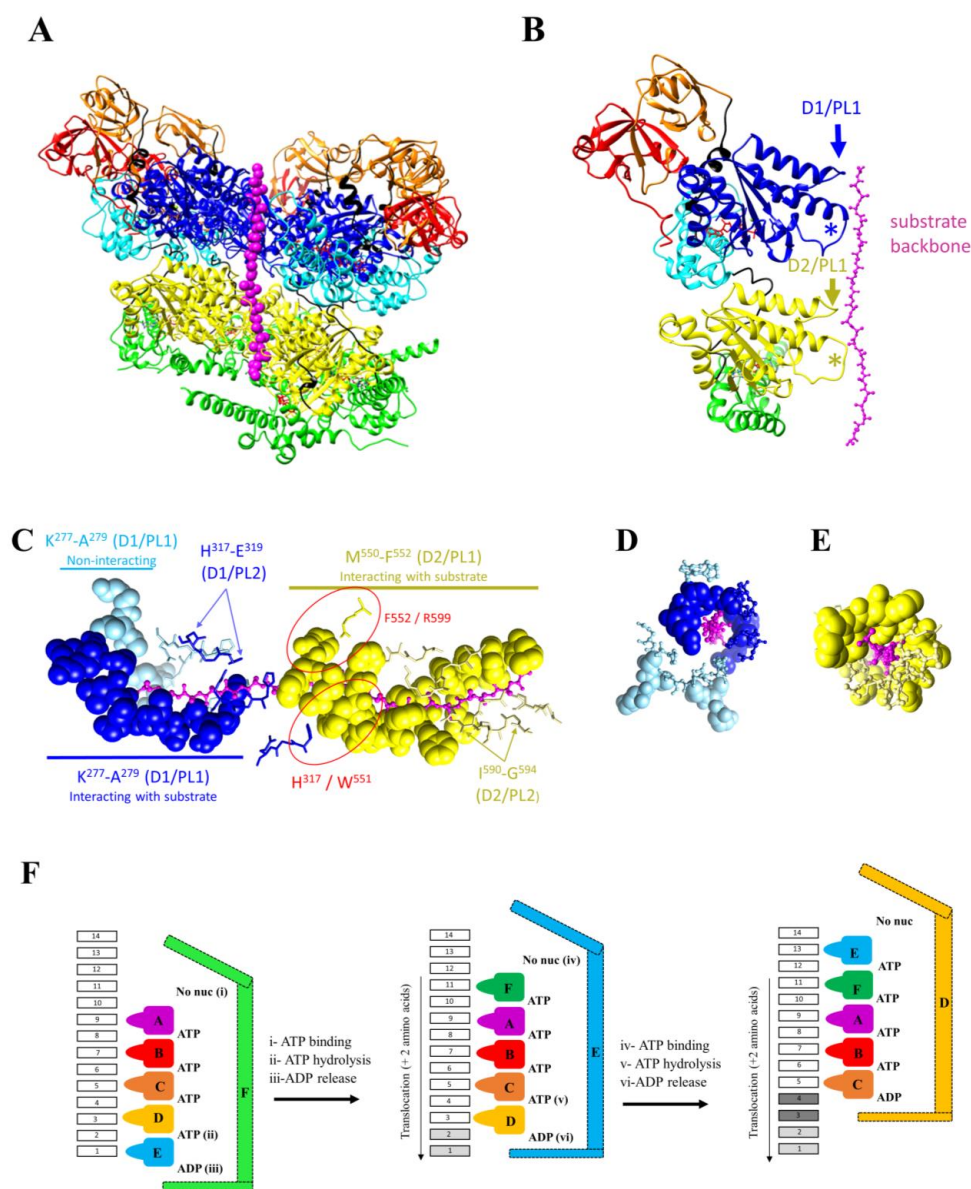 A
B
D1/PL1
substrate
backbone
*
D2/PL1
*
C
K277-A279 (D1/PL1)
Non-interacting
H317-E319
(D1/PL2)
M550-F552 (D2/PL1)
Interacting with substrate
F552 / R599
K277-A279 (D1/PL1)
Interacting with substrate
H317 / W551
I590-G594
(D2/PL2)
D
E
F
14
13
12
11
10
9
8
7
6
5
4
3
2
1
No nuc (i)
A
ATP
B
ATP
C
ATP
D
ATP (ii)
E
ADP (iii)
F
i- ATP binding
ii- ATP hydrolysis
iii-ADP release
Translocation (+ 2 amino acids)
14
13
12
11
10
9
8
7
6
5
4
3
2
1
No nuc (iv)
F
ATP
A
ATP
B
ATP
C
ATP (v)
D
ADP (vi)
E
iv- ATP binding
v- ATP hydrolysis
vi-ADP release
Translocation (+2 amino acids)
14
13
12
11
10
9
8
7
6
5
4
3
2
1
No nuc
E
ATP
F
ATP
A
ATP
B
ATP
C
ADP
D